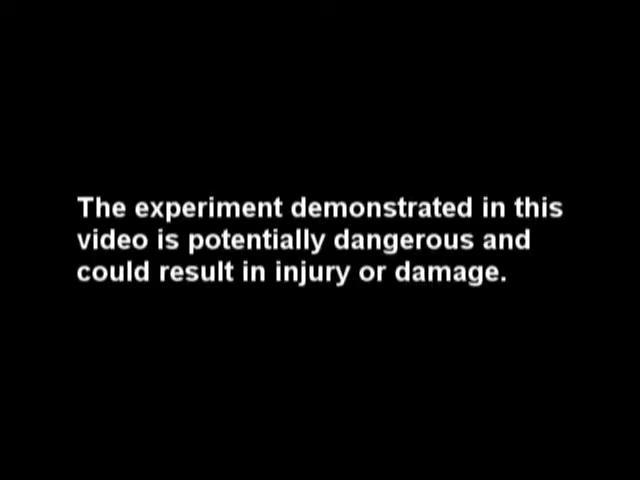 The experiment demonstrated in this
video is potentially dangerous and
could result in injury or damage.